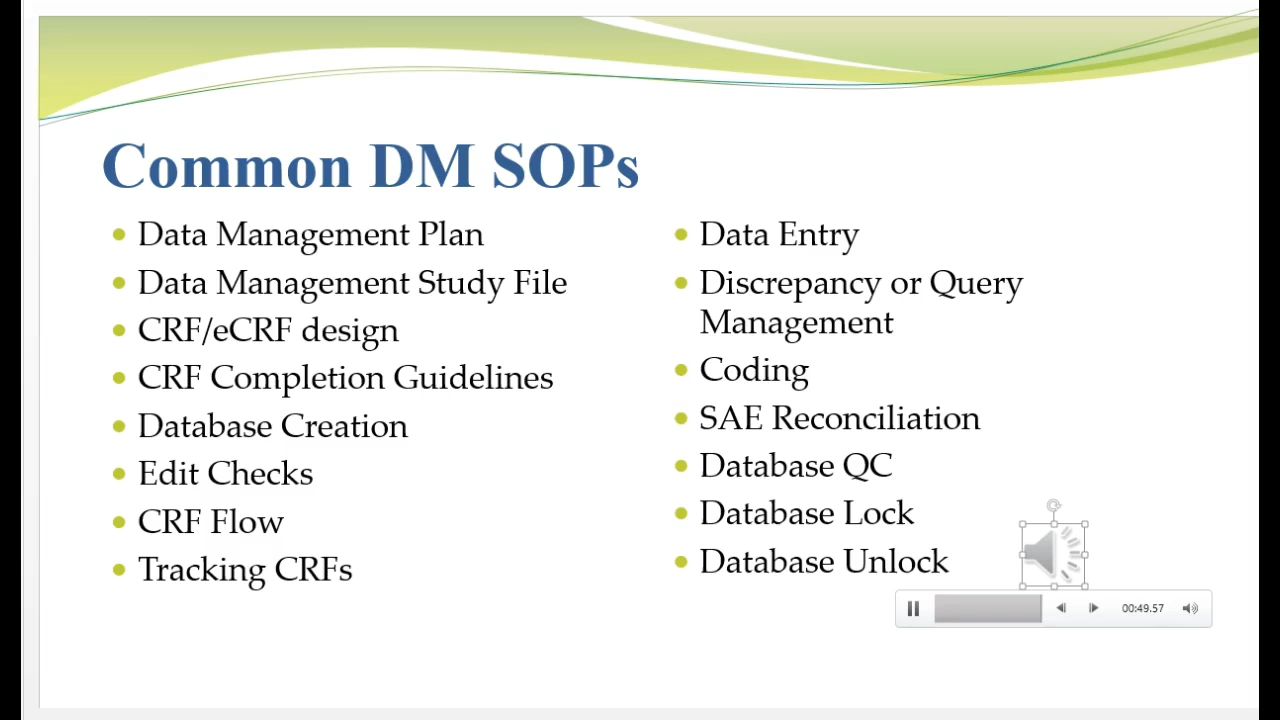 Common DM SOPs
Data Management Plan
Data Management Study File
CRF/eCRF design
CRF Completion Guidelines
Database Creation
Edit Checks
CRF Flow
Tracking CRFs
Data Entry
Discrepancy or Query
Management
Coding
SAE Reconciliation
Database QC
Database Lock
Database Unlock
00:49.57